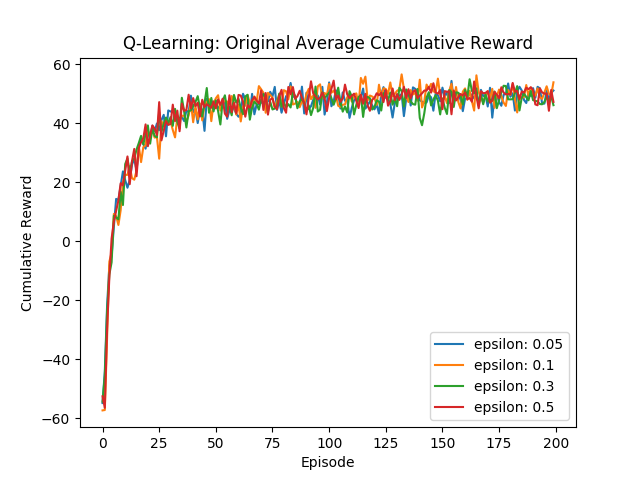 Q-Learning: Original Average Cumulative Reward
Cumulative Reward
60
40
20
0
−20
−40
−60
0
25
50
75
100
125
150
175
200
Episode
epsilon: 0.05
epsilon: 0.1
epsilon: 0.3
epsilon: 0.5